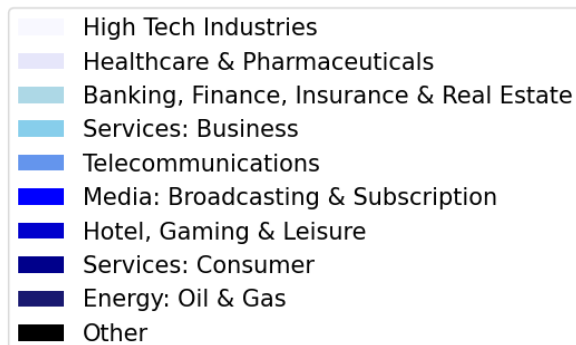 High Tech Industries
Healthcare & Pharmaceuticals
Banking, Finance, Insurance & Real Estate
Services: Business
Telecommunications
Media: Broadcasting & Subscription
Hotel, Gaming & Leisure
Services: Consumer
Energy: Oil & Gas
Other